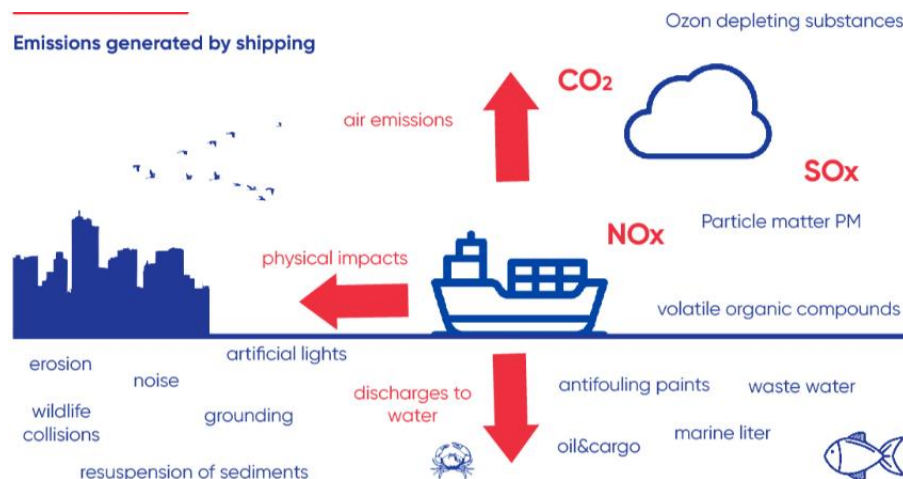 Ozon depleting substances
Emissions generated by shipping
CO₂
air emissions
SOx
Particle matter PM
NOx
physical impacts
volatile organic compounds
artificial lights
erosion
noise
discharges to
water
antifouling paints
waste water
wildlife
collisions
grounding
marine liter
oil&cargo
resuspension of sediments